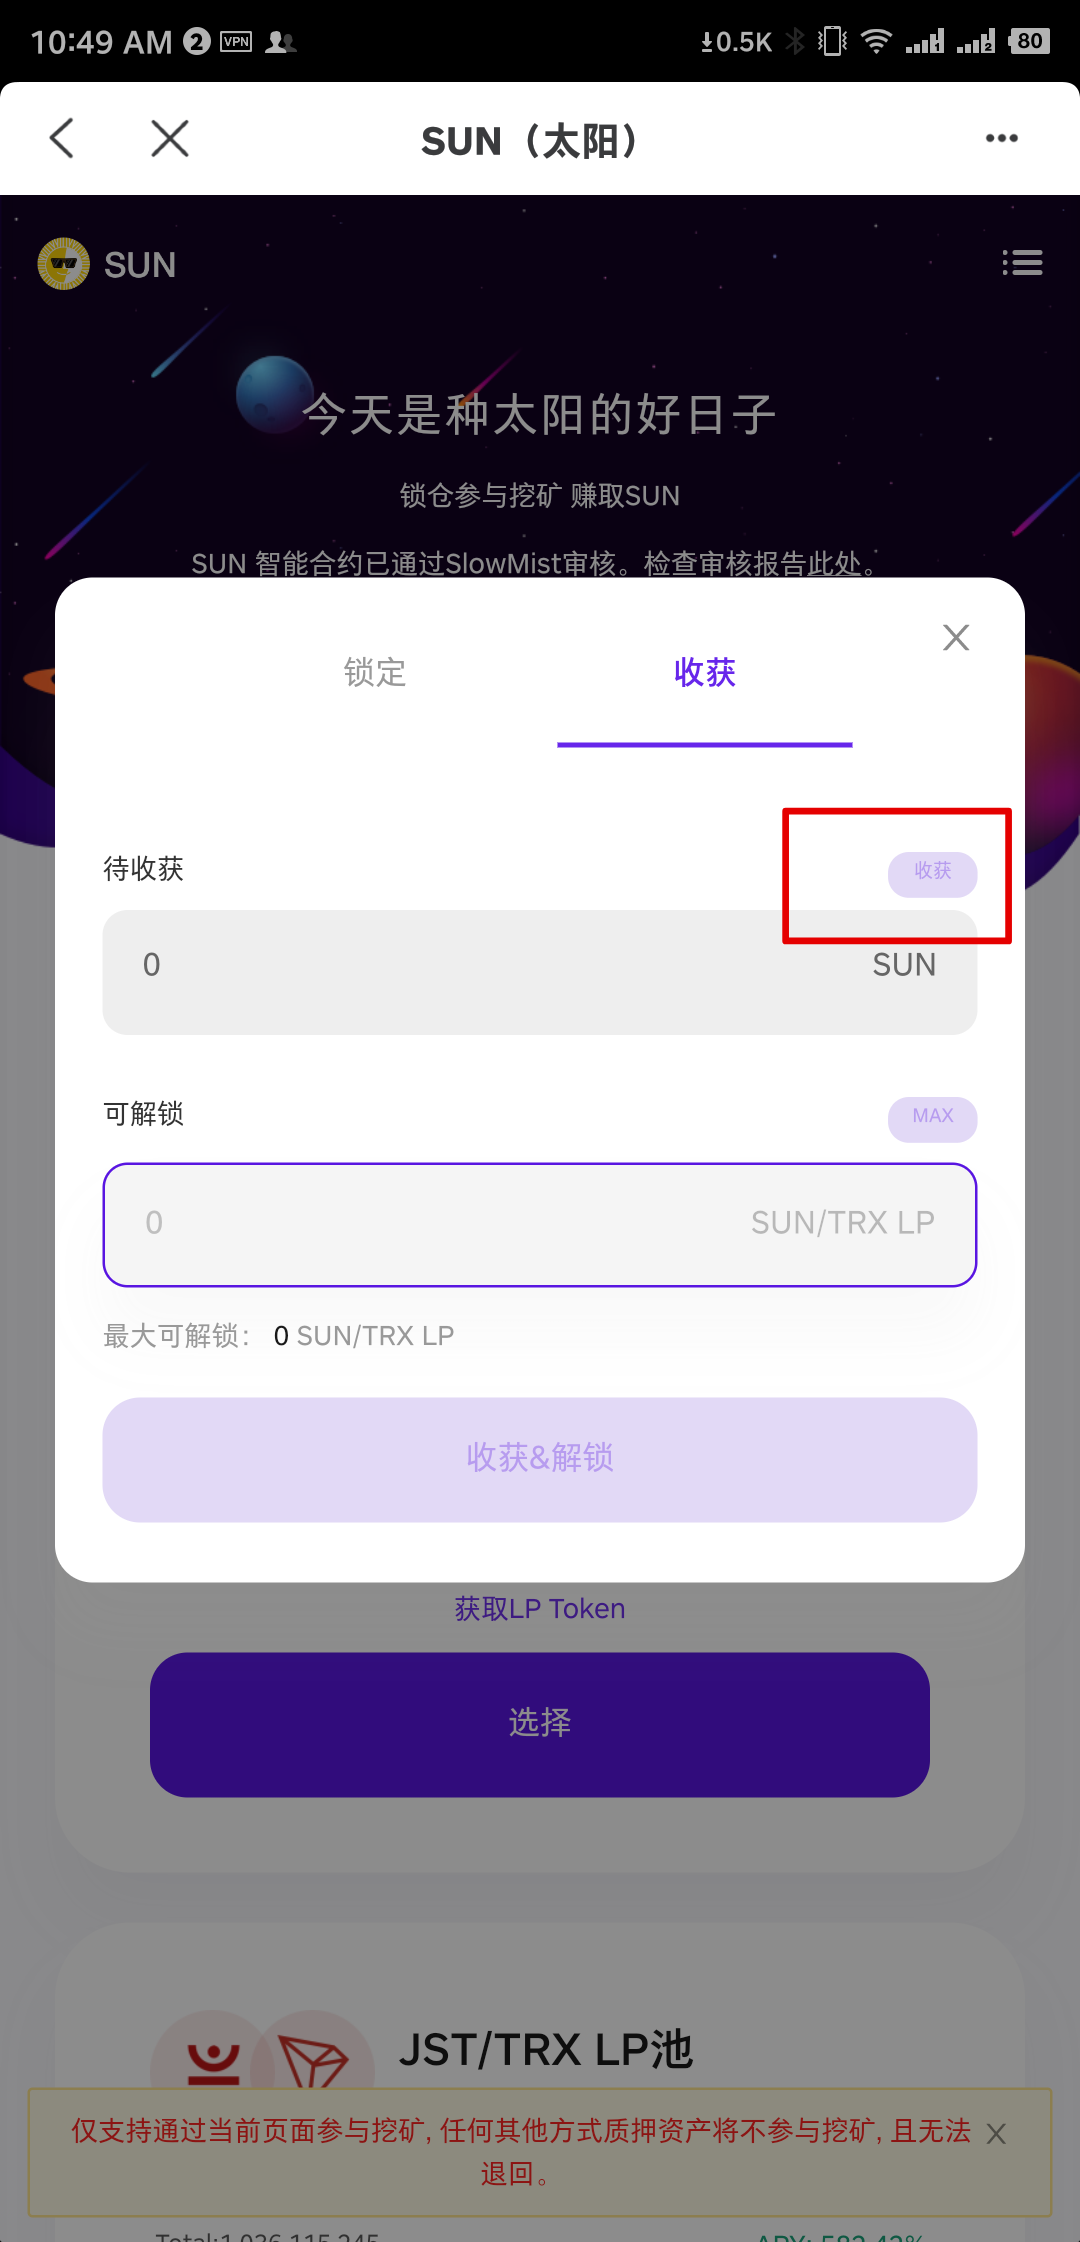 10:49 AM 2 VPN 0.5K 1 2 80
SUN（太阳）
SUN
今天是种太阳的好日子
锁仓参与挖矿 赚取SUN
SUN 智能合约已通过SlowMist审核。检查审核报告此处。
锁定 收获
待收获 收获
0 SUN
可解锁 MAX
0 SUN/TRX LP
最大可解锁： 0 SUN/TRX LP
收获&解锁
获取LP Token
选择
JST/TRX LP池
仅支持通过当前页面参与挖矿, 任何其他方式质押资产将不参与挖矿, 且无法
退回。
Total:1,036,115,245 APY: 582.42%